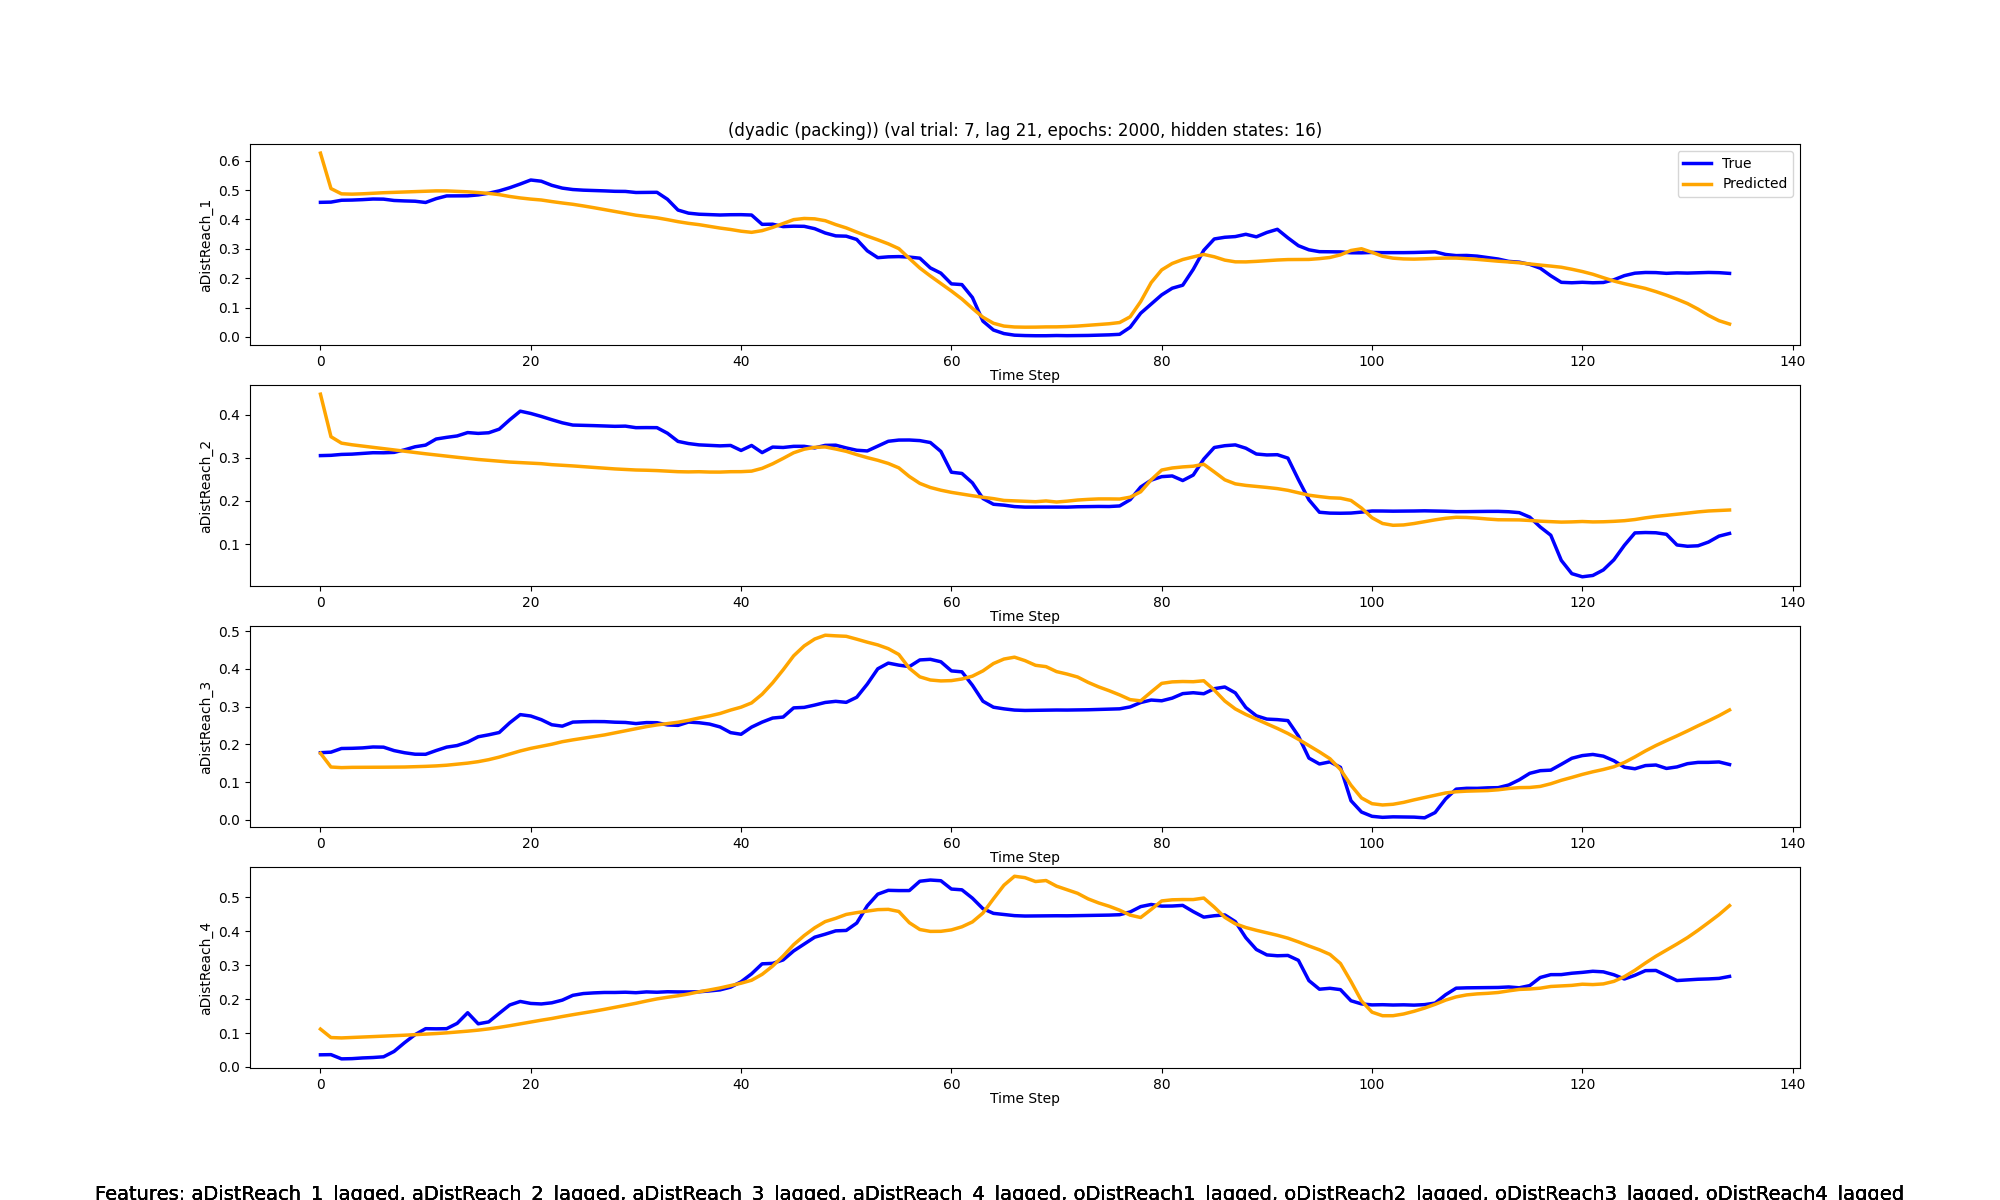 (dyadic (packing)) (val trial: 7, lag 21, epochs: 2000, hidden states: 16)
True
Predicted
aDistReach_1
0.6
0.5
0.4
0.3
0.2
0.1
0.0
0 20 40 60 80 100 120 140
Time Step
aDistReach_2
0.4
0.3
0.2
0.1
0 20 40 60 80 100 120 140
Time Step
aDistReach_3
0.5
0.4
0.3
0.2
0.1
0.0
0 20 40 60 80 100 120 140
Time Step
aDistReach_4
0.5
0.4
0.3
0.2
0.1
0.0
0 20 40 60 80 100 120 140
Time Step
Features: aDistReach_1_lagged, aDistReach_2_lagged, aDistReach_3_lagged, aDistReach_4_lagged, oDistReach1_lagged, oDistReach2_lagged, oDistReach3_lagged, oDistReach4_lagged